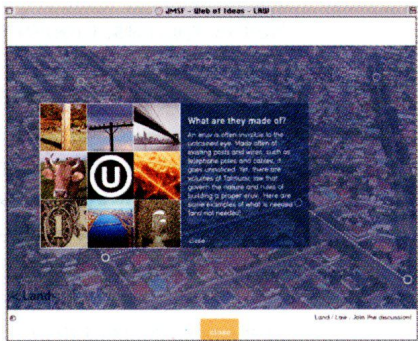 JMSF - Web of Ideas - LAW
What are they made of?
An eruv is often invisible to the
untrained eye. Made often of
existing posts and wires, such as
telephone poles and cables, it
goes unnoticed. Yet, there are
volumes of Talmudic law that
govern the nature and rules of
building a proper eruv. Here are
some examples of what is needed
(and not needed).
close
U
1
Land
Land / Law : Join the discussion!
close